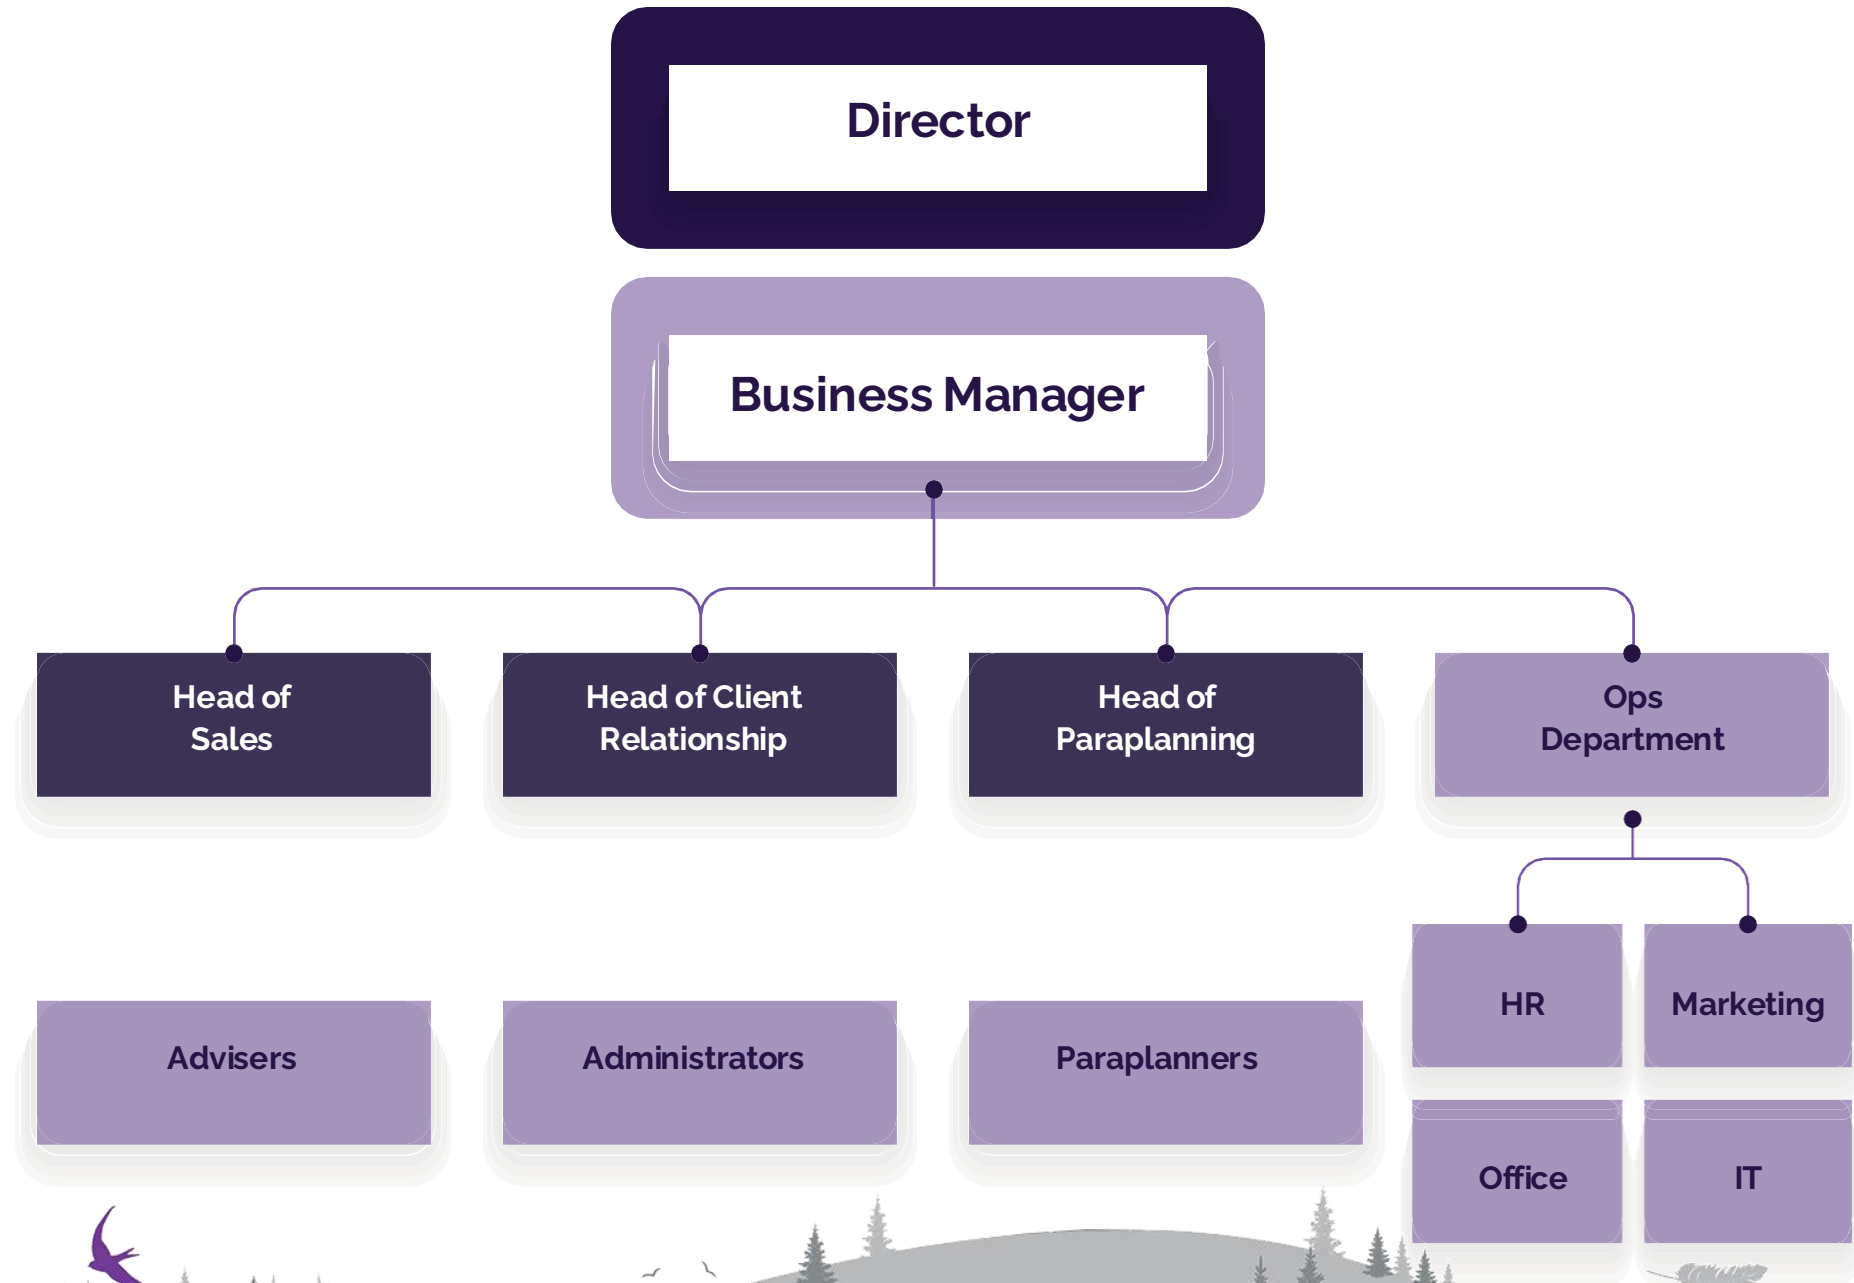 Director
Business Manager
Head of
Sales
Head of Client
Relationship
Head of
Paraplanning
Ops
Department
Advisers
Administrators
Paraplanners
HR
Marketing
Office
IT